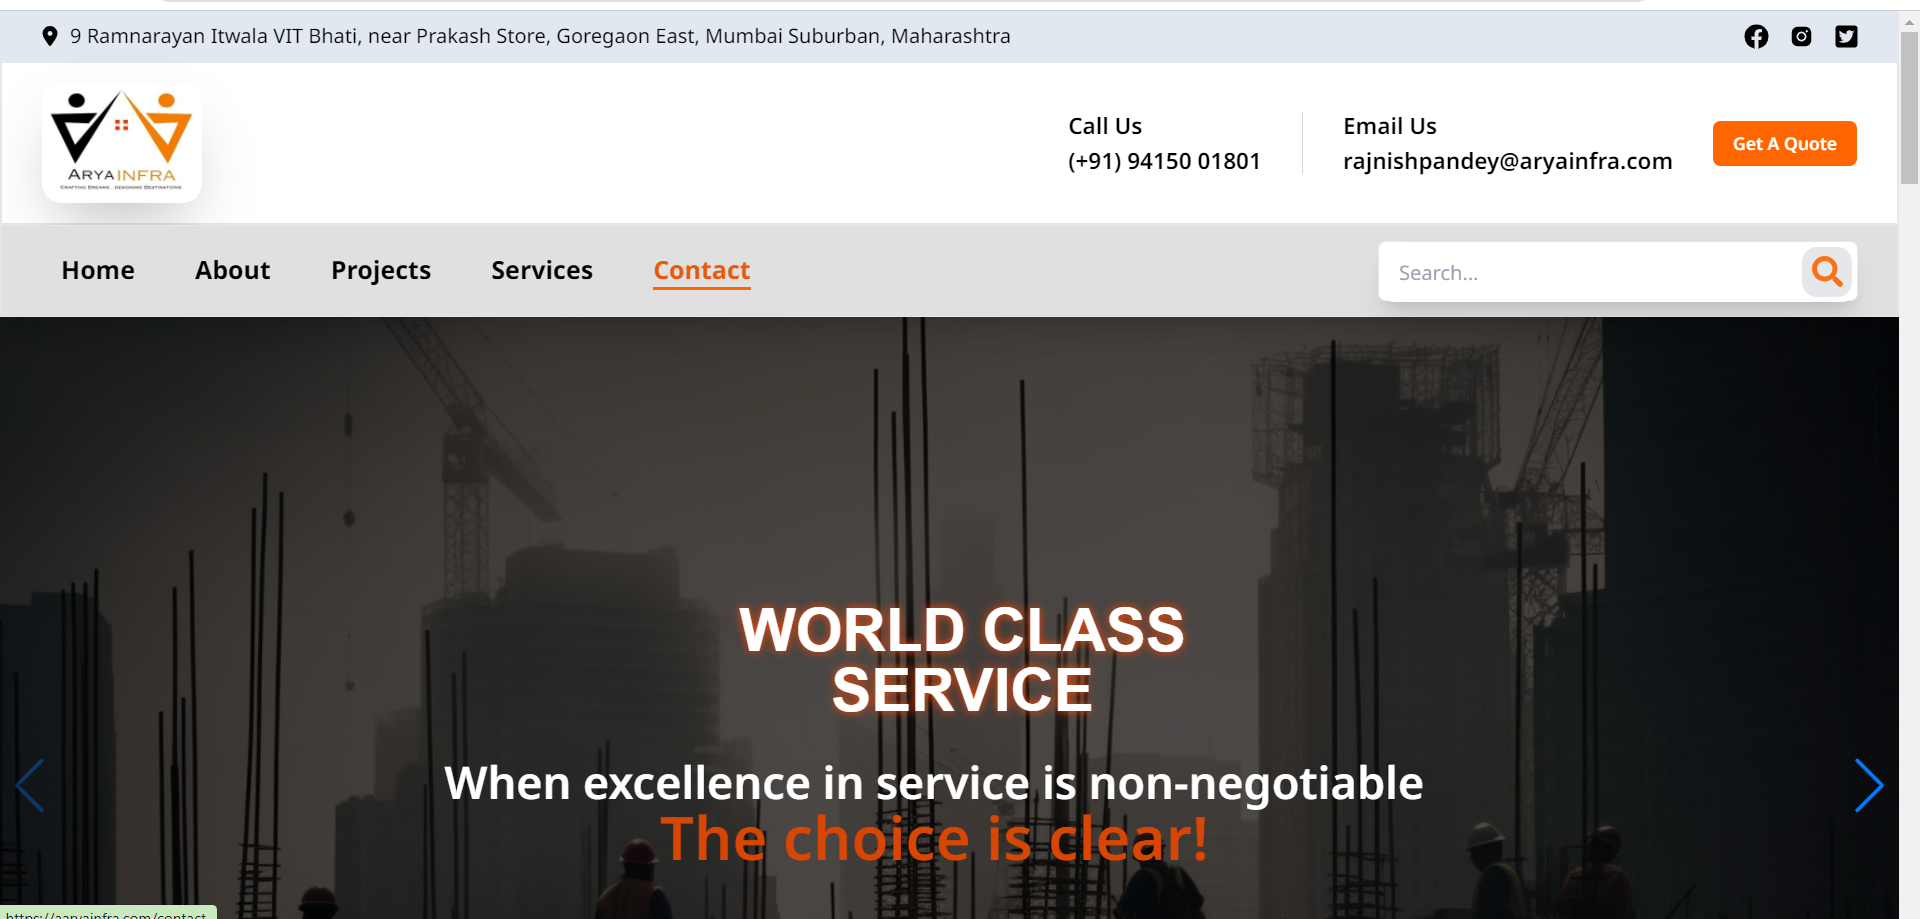 9 Ramnarayan Itwala VIT Bhati, near Prakash Store, Goregaon East, Mumbai Suburban, Maharashtra
ARYAINFRA
CRAFTING DREAMS , DESIGNING DESTINATIONS
Call Us
(+91) 94150 01801
Email Us
rajnishpandey@aryainfra.com
Get A Quote
Home About Projects Services Contact
Search...
WORLD CLASS
SERVICE
When excellence in service is non-negotiable
The choice is clear!
https://aaryainfra.com/contact